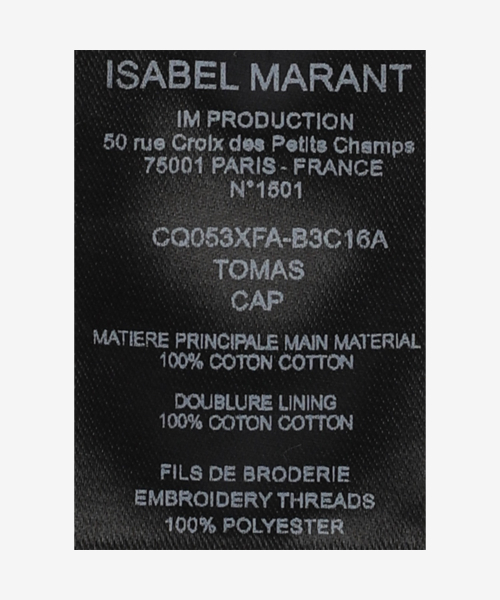 ISABEL MARANT
IM PRODUCTION
50 rue Croix des Petits Champs
75001 PARIS - FRANCE
N°1501
CQ053XFA-B3C16A
TOMAS
CAP
MATIERE PRINCIPALE MAIN MATERIAL
100% COTON COTTON
DOUBLURE LINING
100% COTON COTTON
FILS DE BRODERIE
EMBROIDERY THREADS
100% POLYESTER